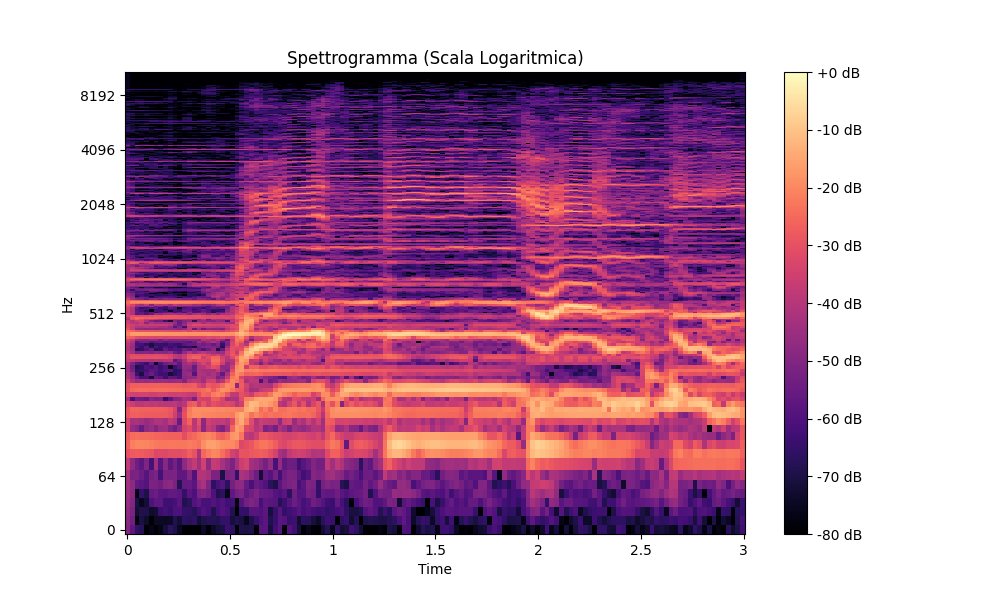 Spettrogramma (Scala Logaritmica)
Hz
8192
4096
2048
1024
512
256
128
64
0
0 0.5 1 1.5 2 2.5 3
Time
+0 dB
-10 dB
-20 dB
-30 dB
-40 dB
-50 dB
-60 dB
-70 dB
-80 dB